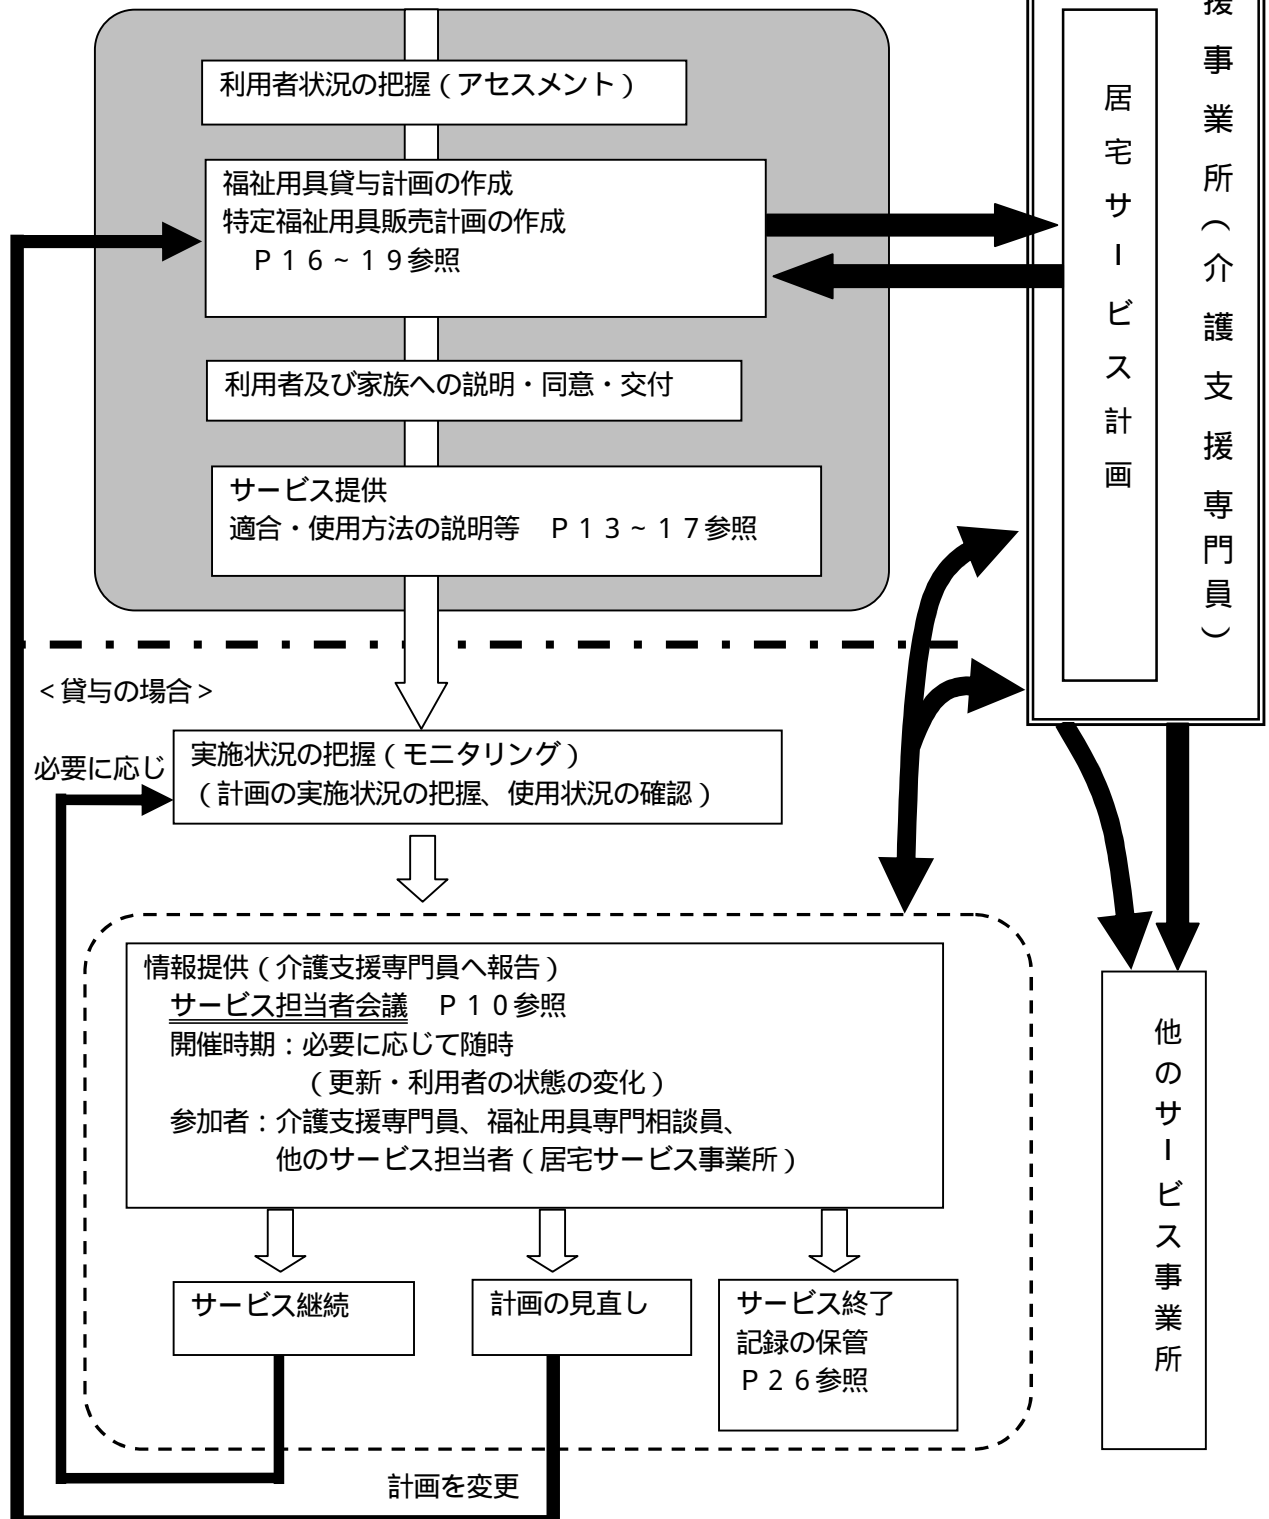 利用者状況の把握（アセスメント）
福祉用具貸与計画の作成
特定福祉用具販売計画の作成
Ｐ１６～１９参照
利用者及び家族への説明・同意・交付
サービス提供
適合・使用方法の説明等　Ｐ１３～１７参照
居宅サービス計画
援事業所（介護支援専門員）
＜貸与の場合＞
必要に応じ
実施状況の把握（モニタリング）
（計画の実施状況の把握、使用状況の確認）
情報提供（介護支援専門員へ報告）
サービス担当者会議　Ｐ１０参照
開催時期：必要に応じて随時
（更新・利用者の状態の変化）
参加者：介護支援専門員、福祉用具専門相談員、
他のサービス担当者（居宅サービス事業所）
サービス継続
計画の見直し
サービス終了
記録の保管
Ｐ２６参照
計画を変更
他のサービス事業所